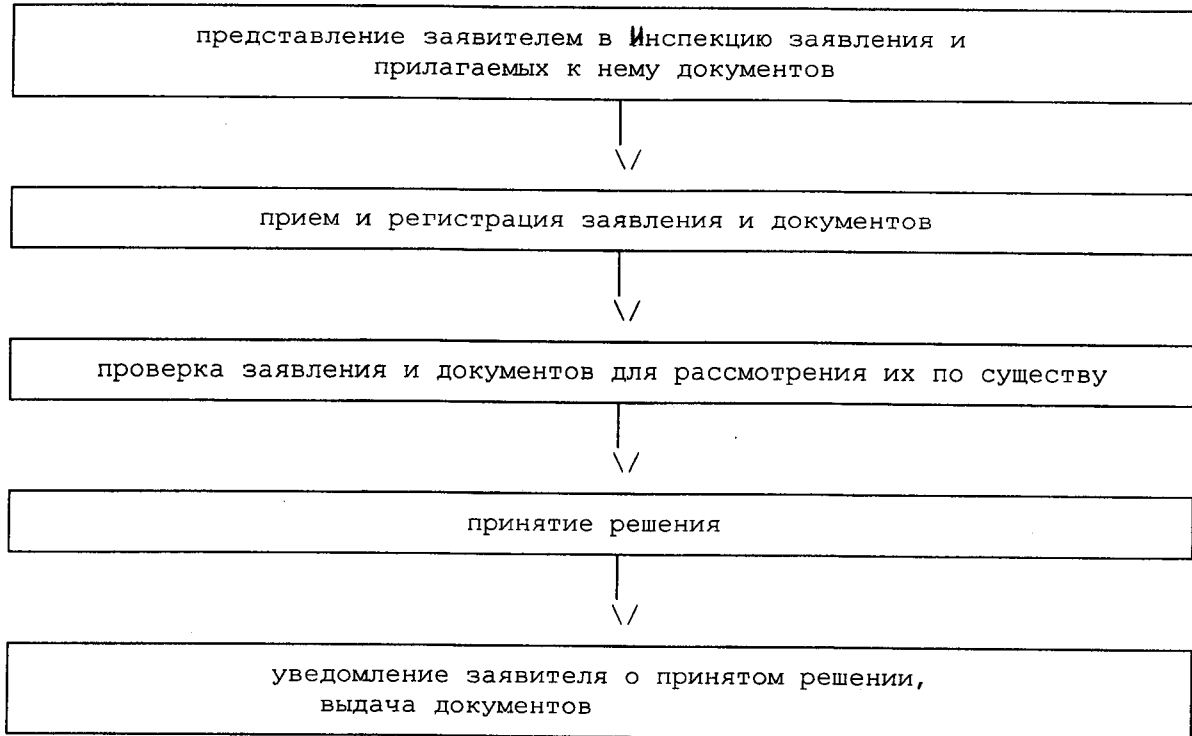 представление заявителем в Инспекцию заявления и
прилагаемых к нему документов
прием и регистрация заявления и документов
проверка заявления и документов для рассмотрения их по существу
принятие решения
уведомление заявителя о принятом решении,
выдача документов